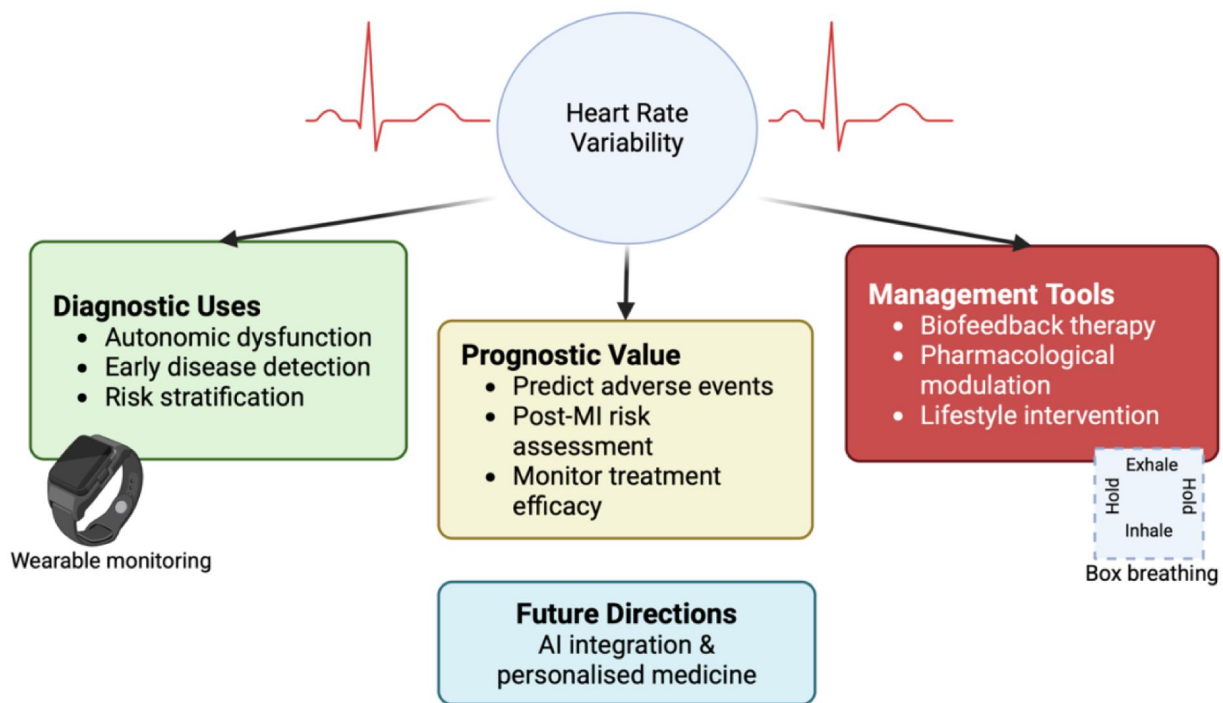 Heart Rate
Variability
Diagnostic Uses
• Autonomic dysfunction
• Early disease detection
• Risk stratification
Wearable monitoring
Prognostic Value
• Predict adverse events
• Post-MI risk
assessment
• Monitor treatment
efficacy
Management Tools
• Biofeedback therapy
• Pharmacological
modulation
• Lifestyle intervention
Exhale
Hold
Hold
Inhale
Box breathing
Future Directions
AI integration &
personalised medicine